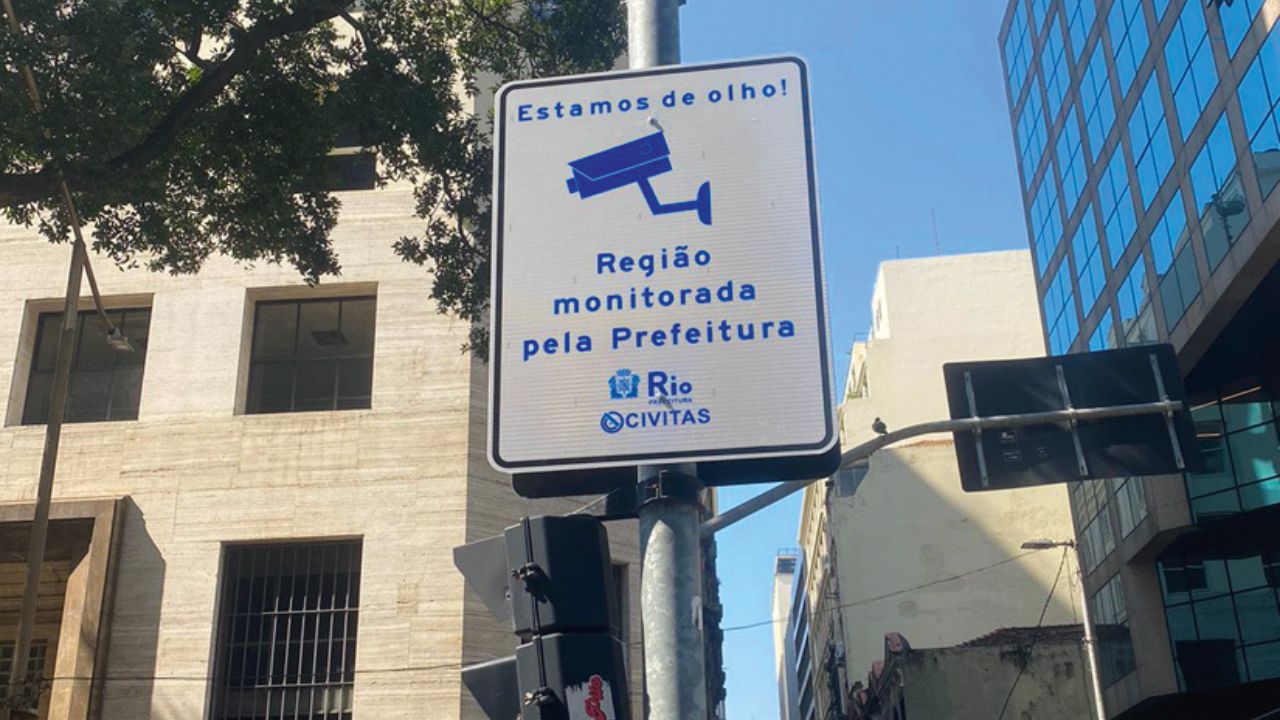 Estamos de olho!
Região
monitorada
pela Prefeitura
Rio
PREFEITURA
CIVITAS